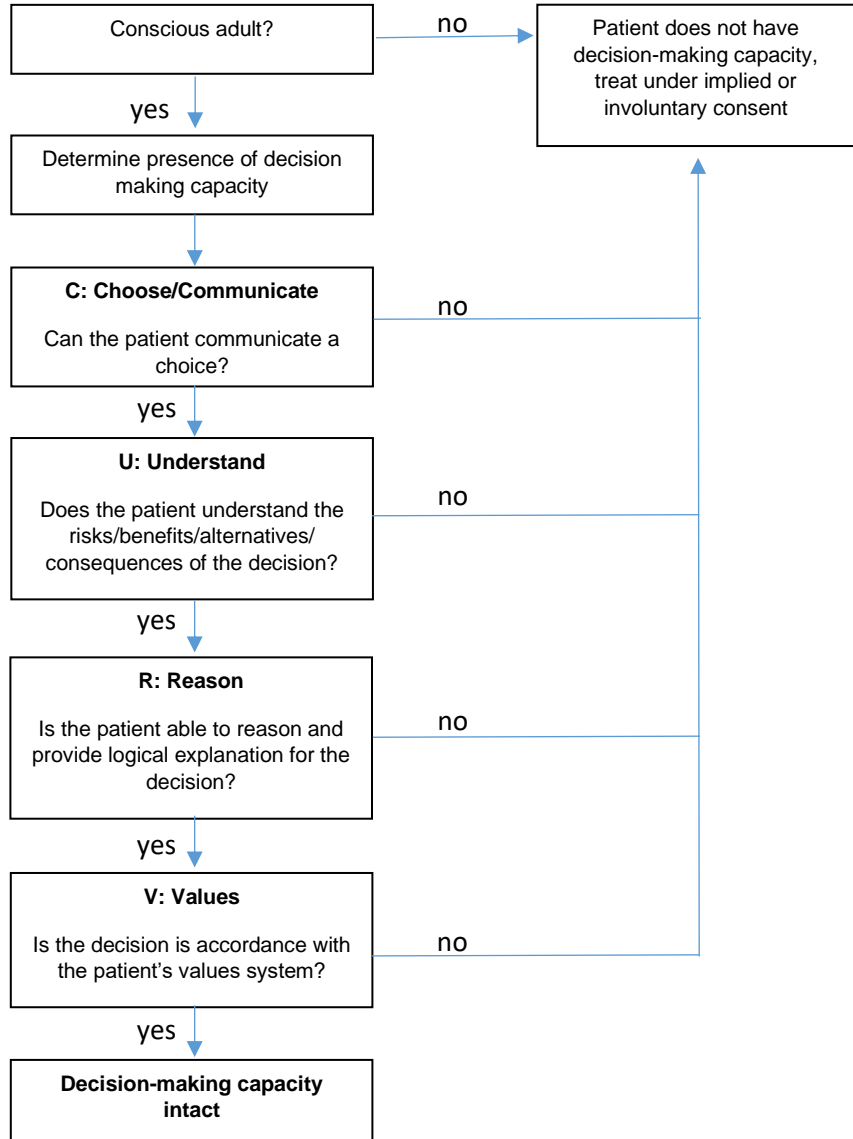 Conscious adult?
no
Patient does not have
decision-making capacity,
treat under implied or
involuntary consent
yes
Determine presence of decision
making capacity
C: Choose/Communicate
Can the patient communicate a
choice?
no
yes
U: Understand
Does the patient understand the
risks/benefits/alternatives/
consequences of the decision?
no
yes
R: Reason
Is the patient able to reason and
provide logical explanation for the
decision?
no
yes
V: Values
Is the decision is accordance with
the patient’s values system?
no
yes
Decision-making capacity
intact